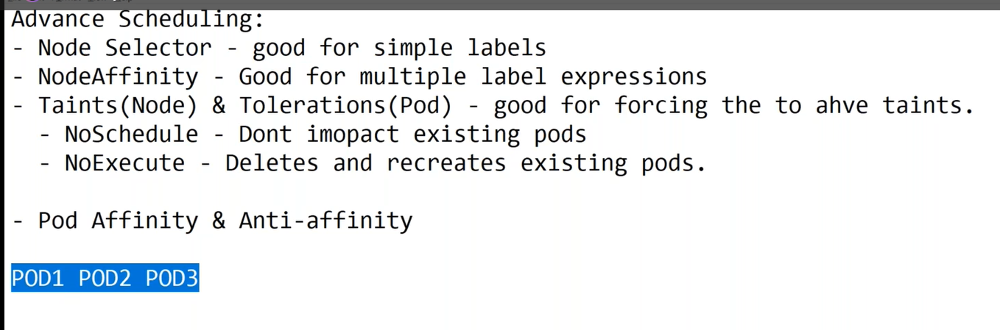 Advance Scheduling:
- Node Selector - good for simple labels
- NodeAffinity - Good for multiple label expressions
- Taints(Node) & Tolerations(Pod) - good for forcing the to ahve taints.
- NoSchedule - Dont imopact existing pods
- NoExecute - Deletes and recreates existing pods.
- Pod Affinity & Anti-affinity
POD1 POD2 POD3